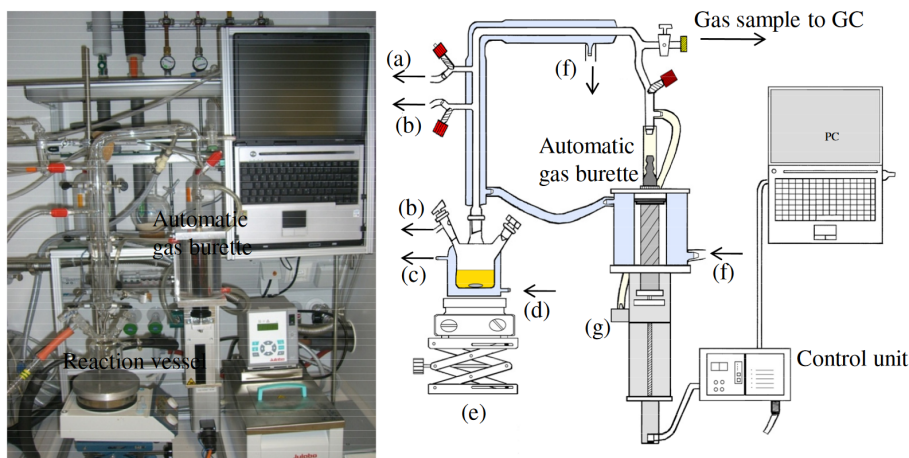 Automatic
gas burette
Reaction vessel
Gas sample to GC
(a)
(b)
(f)
PC
Automatic
gas burette
(b)
(c)
(d)
(f)
(g)
(e)
Control unit